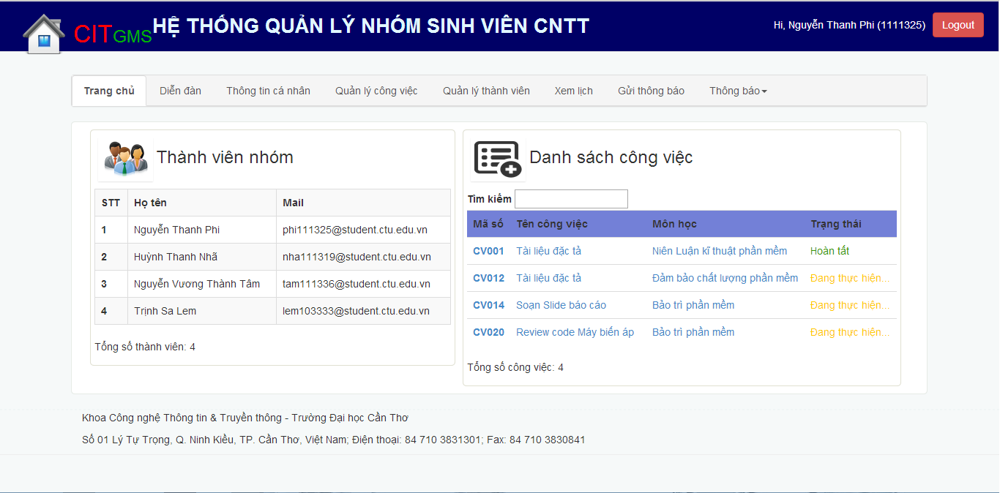 CITGMS HỆ THỐNG QUẢN LÝ NHÓM SINH VIÊN CNTT
Hi, Nguyễn Thanh Phi (1111325) Logout
Trang chủ Diễn đàn Thông tin cá nhân Quản lý công việc Quản lý thành viên Xem lịch Gửi thông báo Thông báo
Thành viên nhóm
STT Họ tên Mail
1 Nguyễn Thanh Phi phi111325@student.ctu.edu.vn
2 Huỳnh Thanh Nhã nha111319@student.ctu.edu.vn
3 Nguyễn Vương Thành Tâm tam111336@student.ctu.edu.vn
4 Trịnh Sa Lem lem103333@student.ctu.edu.vn
Tổng số thành viên: 4
Danh sách công việc
Tìm kiếm
Mã số Tên công việc Môn học Trạng thái
CV001 Tài liệu đặc tả Niên Luận kĩ thuật phần mềm Hoàn tất
CV012 Tài liệu đặc tả Đảm bảo chất lượng phần mềm Đang thực hiện...
CV014 Soạn Slide báo cáo Bảo trì phần mềm Đang thực hiện...
CV020 Review code Máy biến áp Bảo trì phần mềm Đang thực hiện...
Tổng số công việc: 4
Khoa Công nghệ Thông tin & Truyền thông - Trường Đại học Cần Thơ
Số 01 Lý Tự Trọng, Q. Ninh Kiều, TP. Cần Thơ, Việt Nam; Điện thoại: 84 710 3831301; Fax: 84 710 3830841